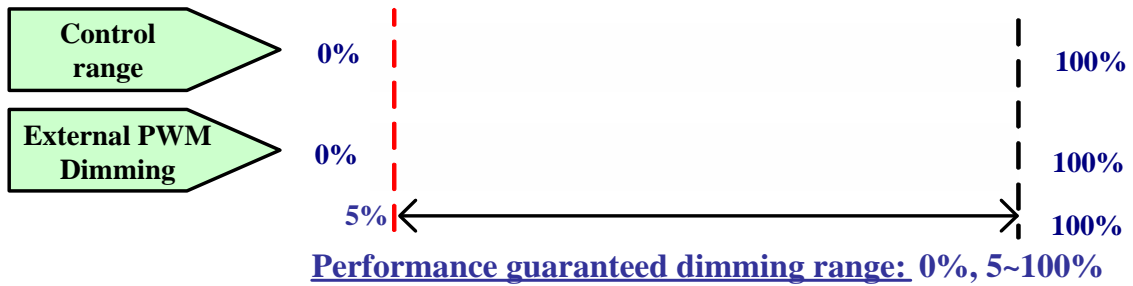 Control
range
0%
100%
External PWM
Dimming
0%
100%
5%
100%
Performance guaranteed dimming range: 0%, 5~100%